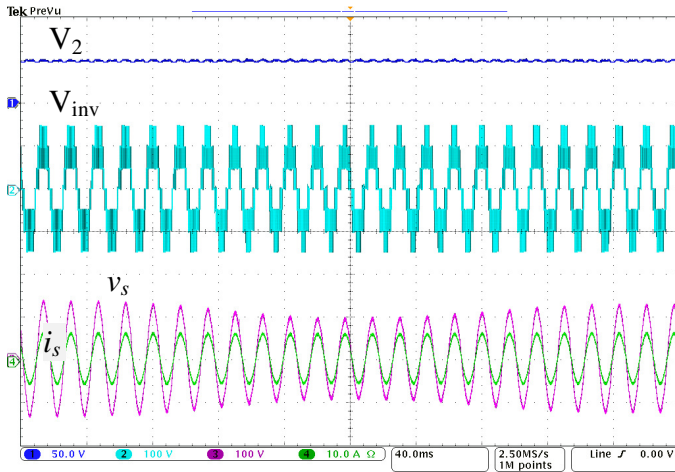 Tek PreVu
V2
1
Vinv
2
vs
is
4
1 50.0 V 2 100 V 3 100 V 4 10.0 A Ω 40.0ms 2.50MS/s Line ∫ 0.00 V
1M points